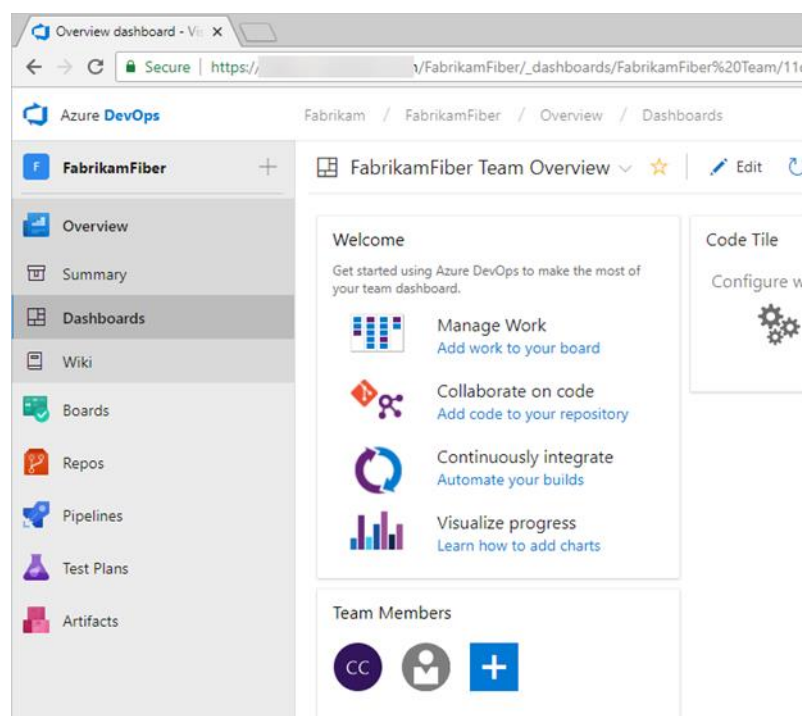 Overview dashboard - Vi
Secure | https://
/FabrikamFiber/_dashboards/FabrikamFiber%20Team/11
Azure DevOps
Fabrikam / FabrikamFiber / Overview / Dashboards
F FabrikamFiber
FabrikamFiber Team Overview
Edit
Overview
Summary
Dashboards
Wiki
Boards
Repos
Pipelines
Test Plans
Artifacts
Welcome
Get started using Azure DevOps to make the most of
your team dashboard.
Manage Work
Add work to your board
Collaborate on code
Add code to your repository
Continuously integrate
Automate your builds
Visualize progress
Learn how to add charts
Code Tile
Configure w
Team Members
CC